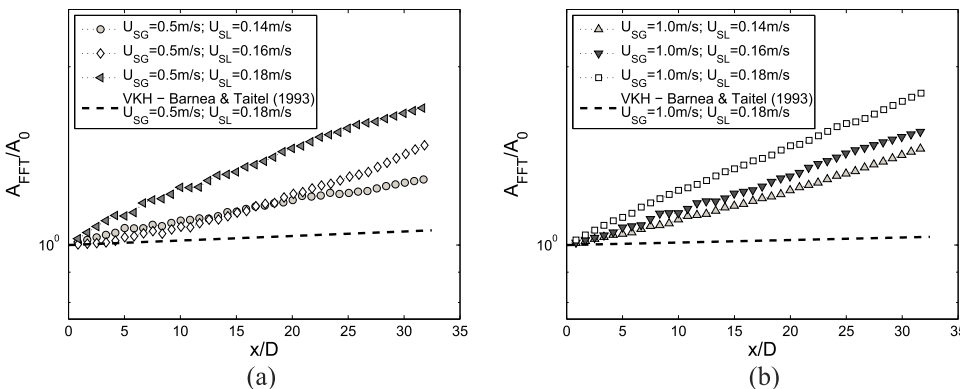 U_SG=0.5m/s; U_SL=0.14m/s
U_SG=0.5m/s; U_SL=0.16m/s
U_SG=0.5m/s; U_SL=0.18m/s
VKH − Barnea & Taitel (1993)
U_SG=0.5m/s; U_SL=0.18m/s
A_FFT/A_0
10^0
0 5 10 15 20 25 30 35
x/D
(a)
U_SG=1.0m/s; U_SL=0.14m/s
U_SG=1.0m/s; U_SL=0.16m/s
U_SG=1.0m/s; U_SL=0.18m/s
VKH − Barnea & Taitel (1993)
U_SG=1.0m/s; U_SL=0.18m/s
A_FFT/A_0
10^0
0 5 10 15 20 25 30 35
x/D
(b)